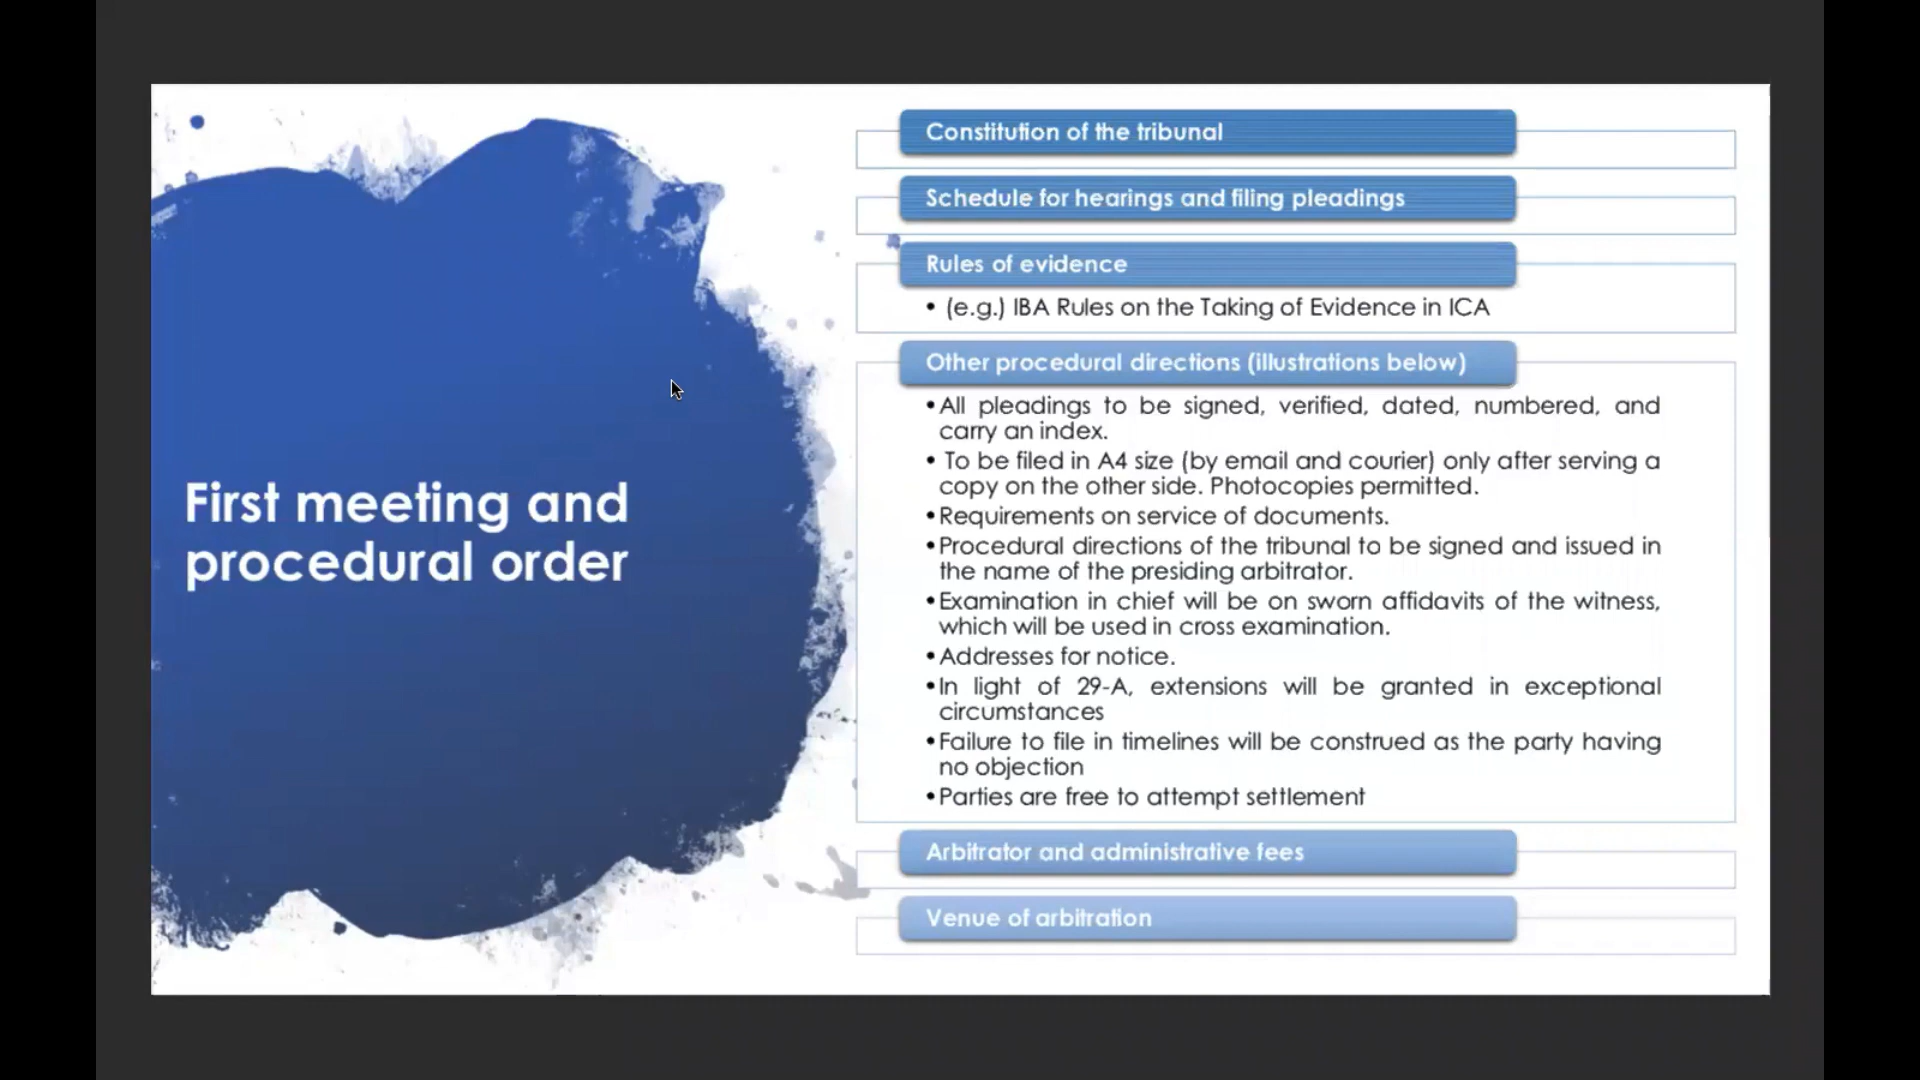 First meeting and
procedural order
Constitution of the tribunal
Schedule for hearings and filing pleadings
Rules of evidence
• (e.g.) IBA Rules on the Taking of Evidence in ICA
Other procedural directions (illustrations below)
•All pleadings to be signed, verified, dated, numbered, and
carry an index.
• To be filed in A4 size (by email and courier) only after serving a
copy on the other side. Photocopies permitted.
•Requirements on service of documents.
•Procedural directions of the tribunal to be signed and issued in
the name of the presiding arbitrator.
•Examination in chief will be on sworn affidavits of the witness,
which will be used in cross examination.
•Addresses for notice.
•In light of 29-A, extensions will be granted in exceptional
circumstances
•Failure to file in timelines will be construed as the party having
no objection
•Parties are free to attempt settlement
Arbitrator and administrative fees
Venue of arbitration